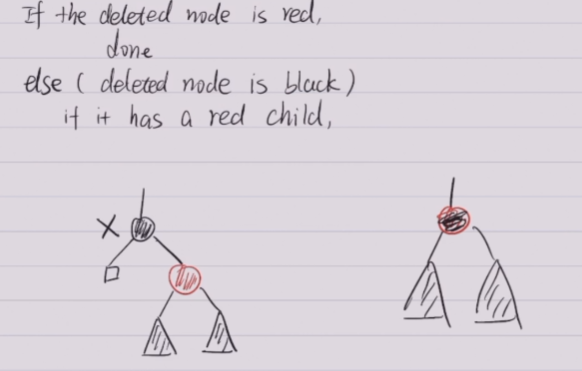 If the deleted node is red,
done
else ( deleted node is black )
if it has a red child,
X